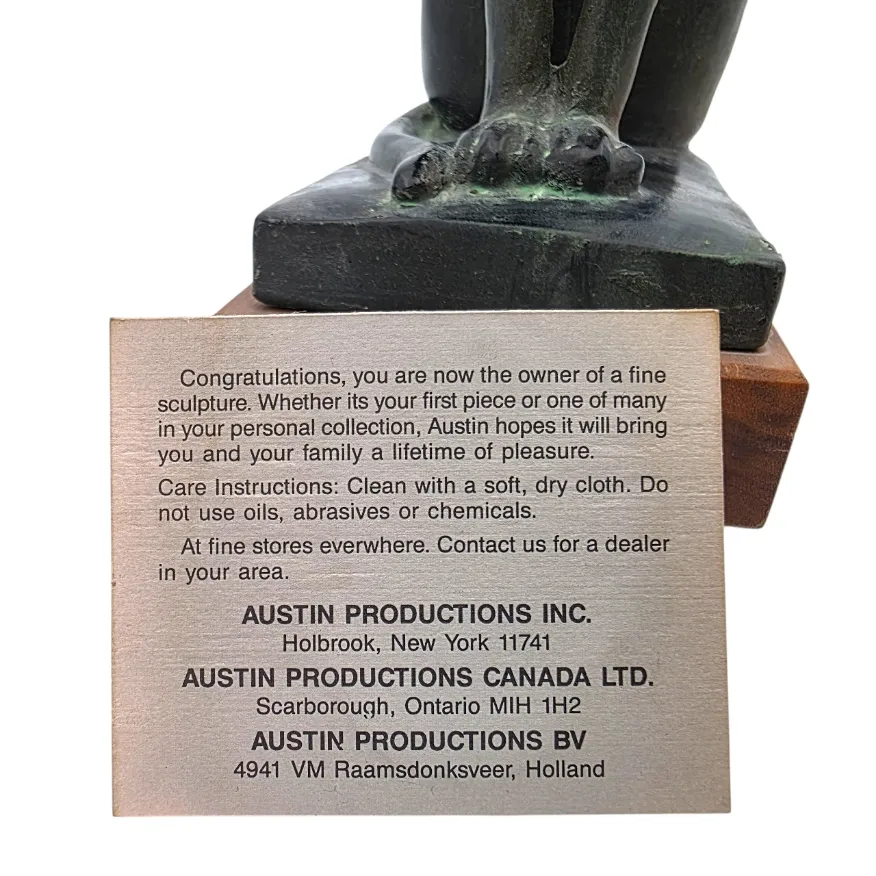 Congratulations, you are now the owner of a fine
sculpture. Whether its your first piece or one of many
in your personal collection, Austin hopes it will bring
you and your family a lifetime of pleasure.
Care Instructions: Clean with a soft, dry cloth. Do
not use oils, abrasives or chemicals.
At fine stores everwhere. Contact us for a dealer
in your area.
AUSTIN PRODUCTIONS INC.
Holbrook, New York 11741
AUSTIN PRODUCTIONS CANADA LTD.
Scarborough, Ontario MIH 1H2
AUSTIN PRODUCTIONS BV
4941 VM Raamsdonksveer, Holland